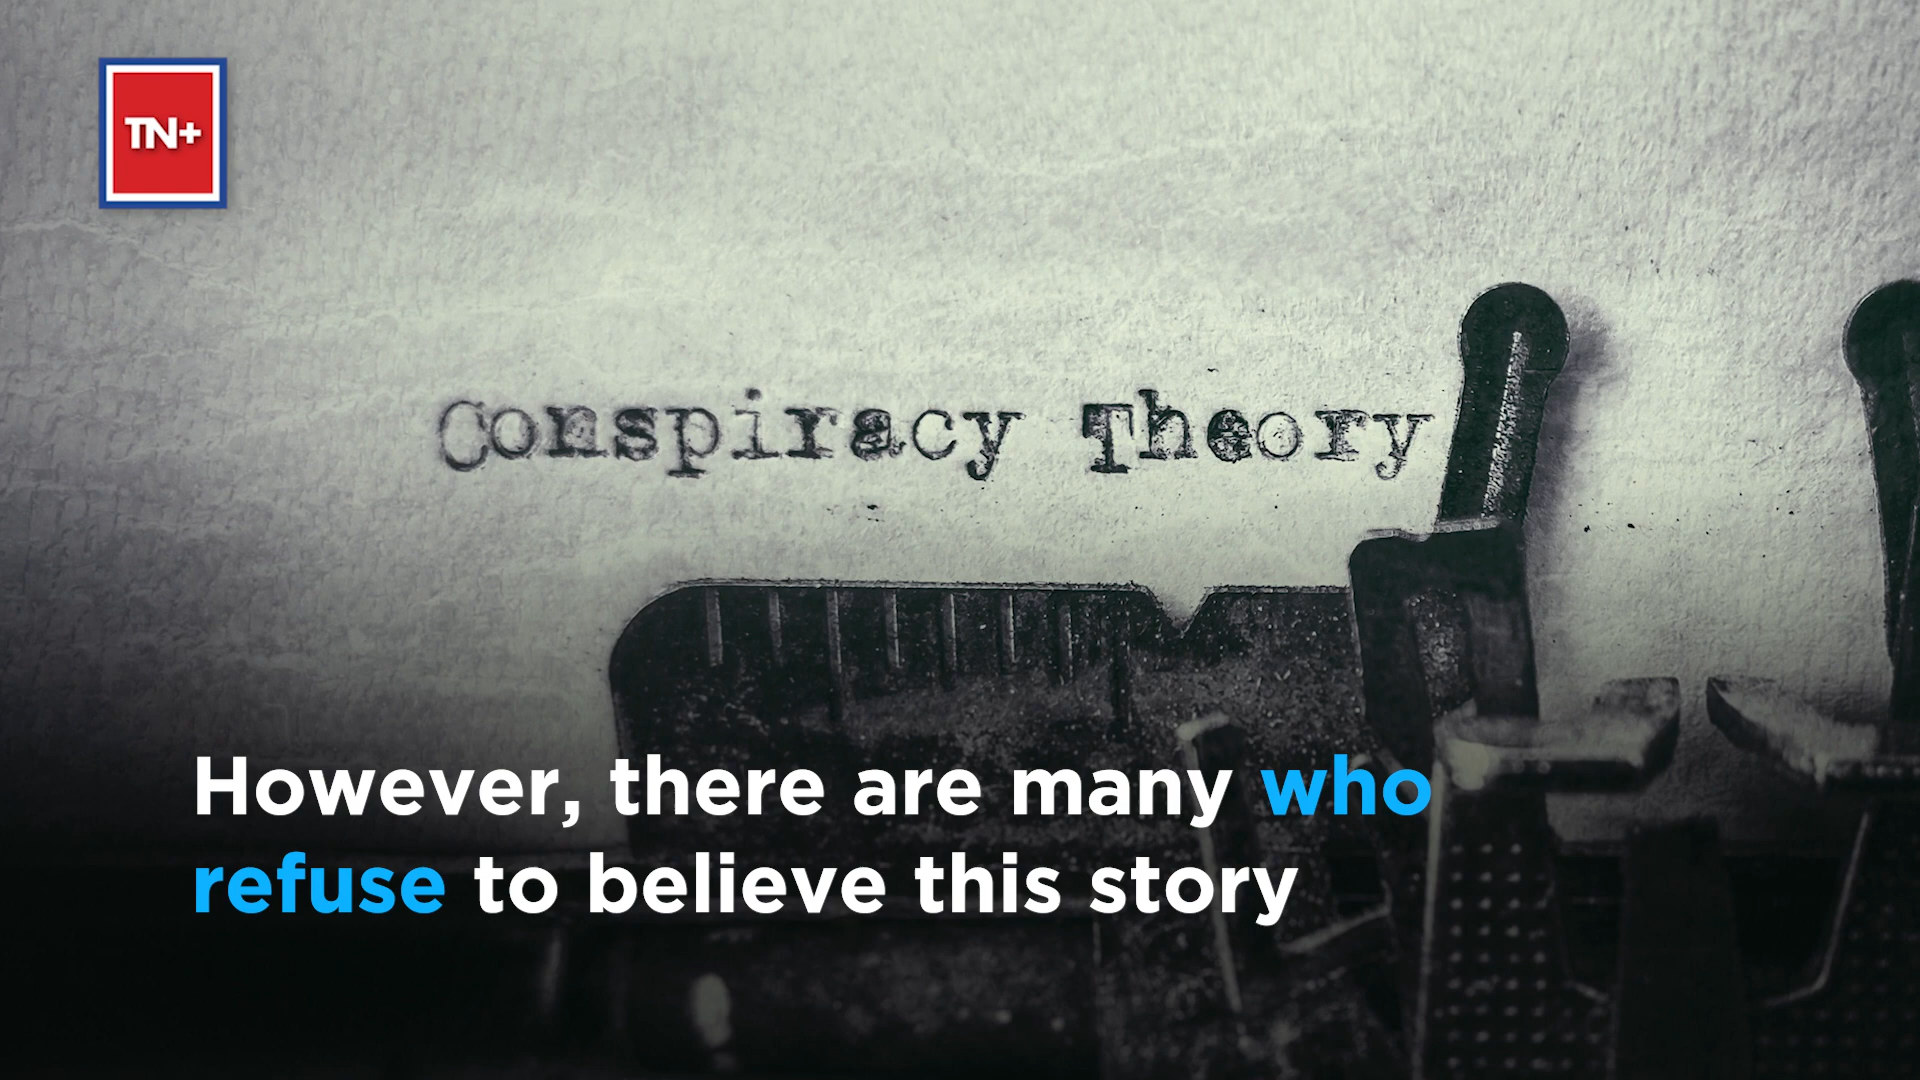 TN+
Conspiracy Theory
However, there are many who
refuse to believe this story